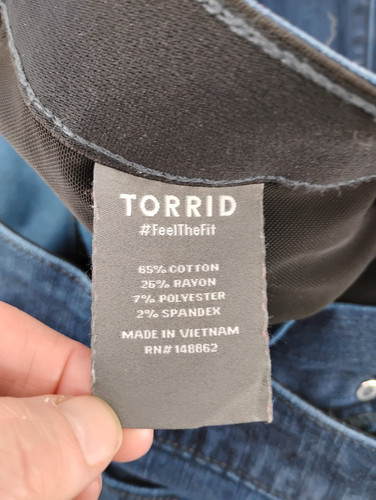 TORRID
#FeelTheFit
65% COTTON
26% RAYON
7% POLYESTER
2% SPANDEX
MADE IN VIETNAM
RN# 148862